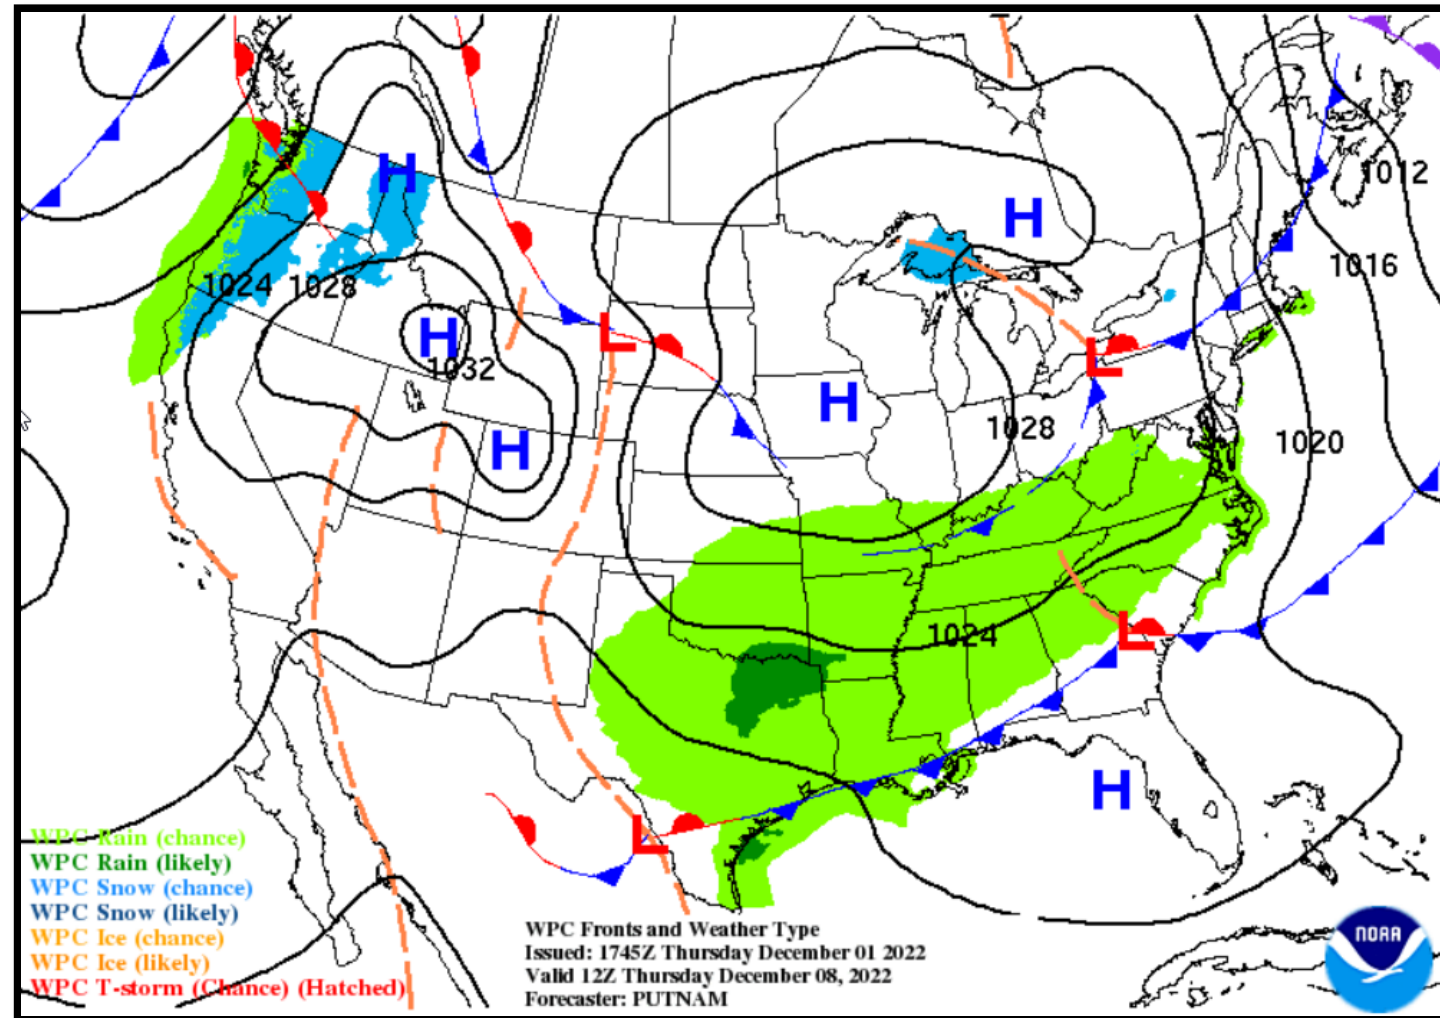 H
H
1012
1016
1024 1028
H
1032
L
L
H
H
1028
1020
1024
L
H
L
WPC Rain (chance)
WPC Rain (likely)
WPC Snow (chance)
WPC Snow (likely)
WPC Ice (chance)
WPC Ice (likely)
WPC T-storm (Chance) (Hatched)
WPC Fronts and Weather Type
Issued: 1745Z Thursday December 01 2022
Valid 12Z Thursday December 08, 2022
Forecaster: PUTNAM
NOAA